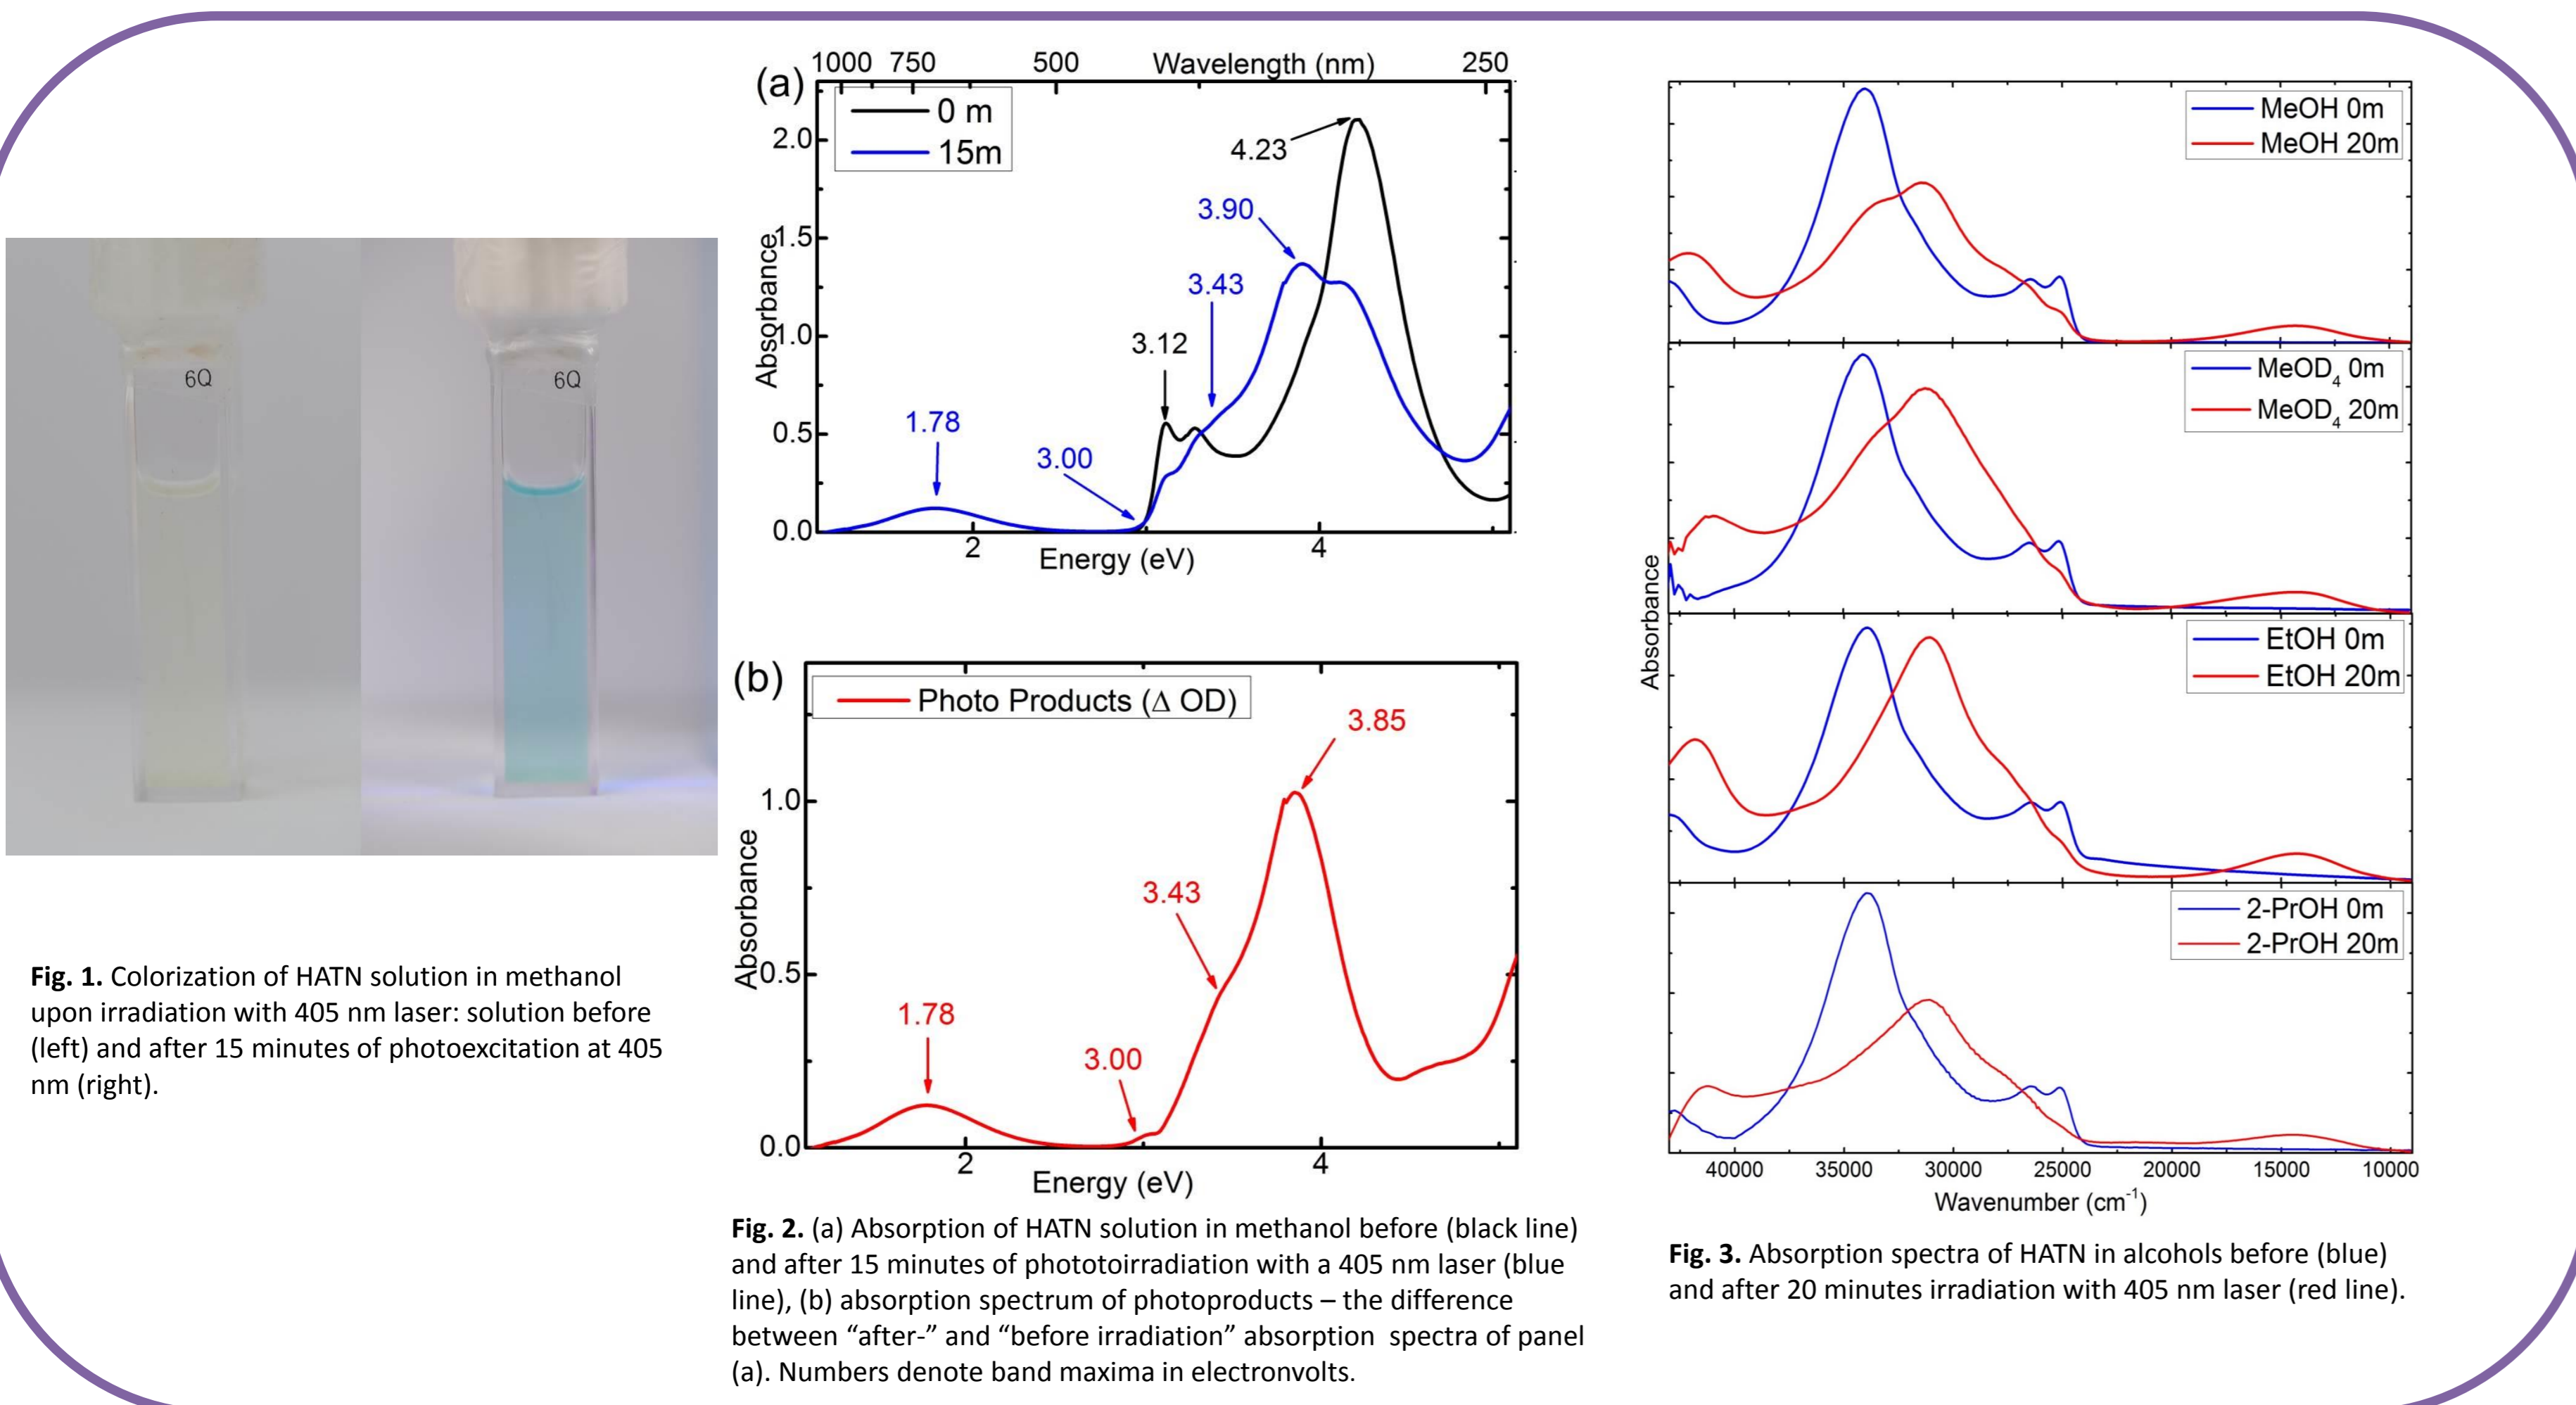 6Q
6Q
Fig. 1. Colorization of HATN solution in methanol
upon irradiation with 405 nm laser: solution before
(left) and after 15 minutes of photoexcitation at 405
nm (right).
(a)
1000 750 500 Wavelength (nm) 250
0 m
15m
2.0
1.5
1.0
0.5
0.0
Absorbance
4.23
3.90
3.43
3.12
1.78
3.00
2 4
Energy (eV)
(b)
Photo Products (Δ OD)
3.85
1.0
3.43
0.5
1.78
3.00
0.0
Absorbance
2 4
Energy (eV)
Fig. 2. (a) Absorption of HATN solution in methanol before (black line)
and after 15 minutes of phototoirradiation with a 405 nm laser (blue
line), (b) absorption spectrum of photoproducts – the difference
between “after-” and “before irradiation” absorption spectra of panel
(a). Numbers denote band maxima in electronvolts.
MeOH 0m
MeOH 20m
MeOD4 0m
MeOD4 20m
EtOH 0m
EtOH 20m
2-PrOH 0m
2-PrOH 20m
Absorbance
40000 35000 30000 25000 20000 15000 10000
Wavenumber (cm-1)
Fig. 3. Absorption spectra of HATN in alcohols before (blue)
and after 20 minutes irradiation with 405 nm laser (red line).